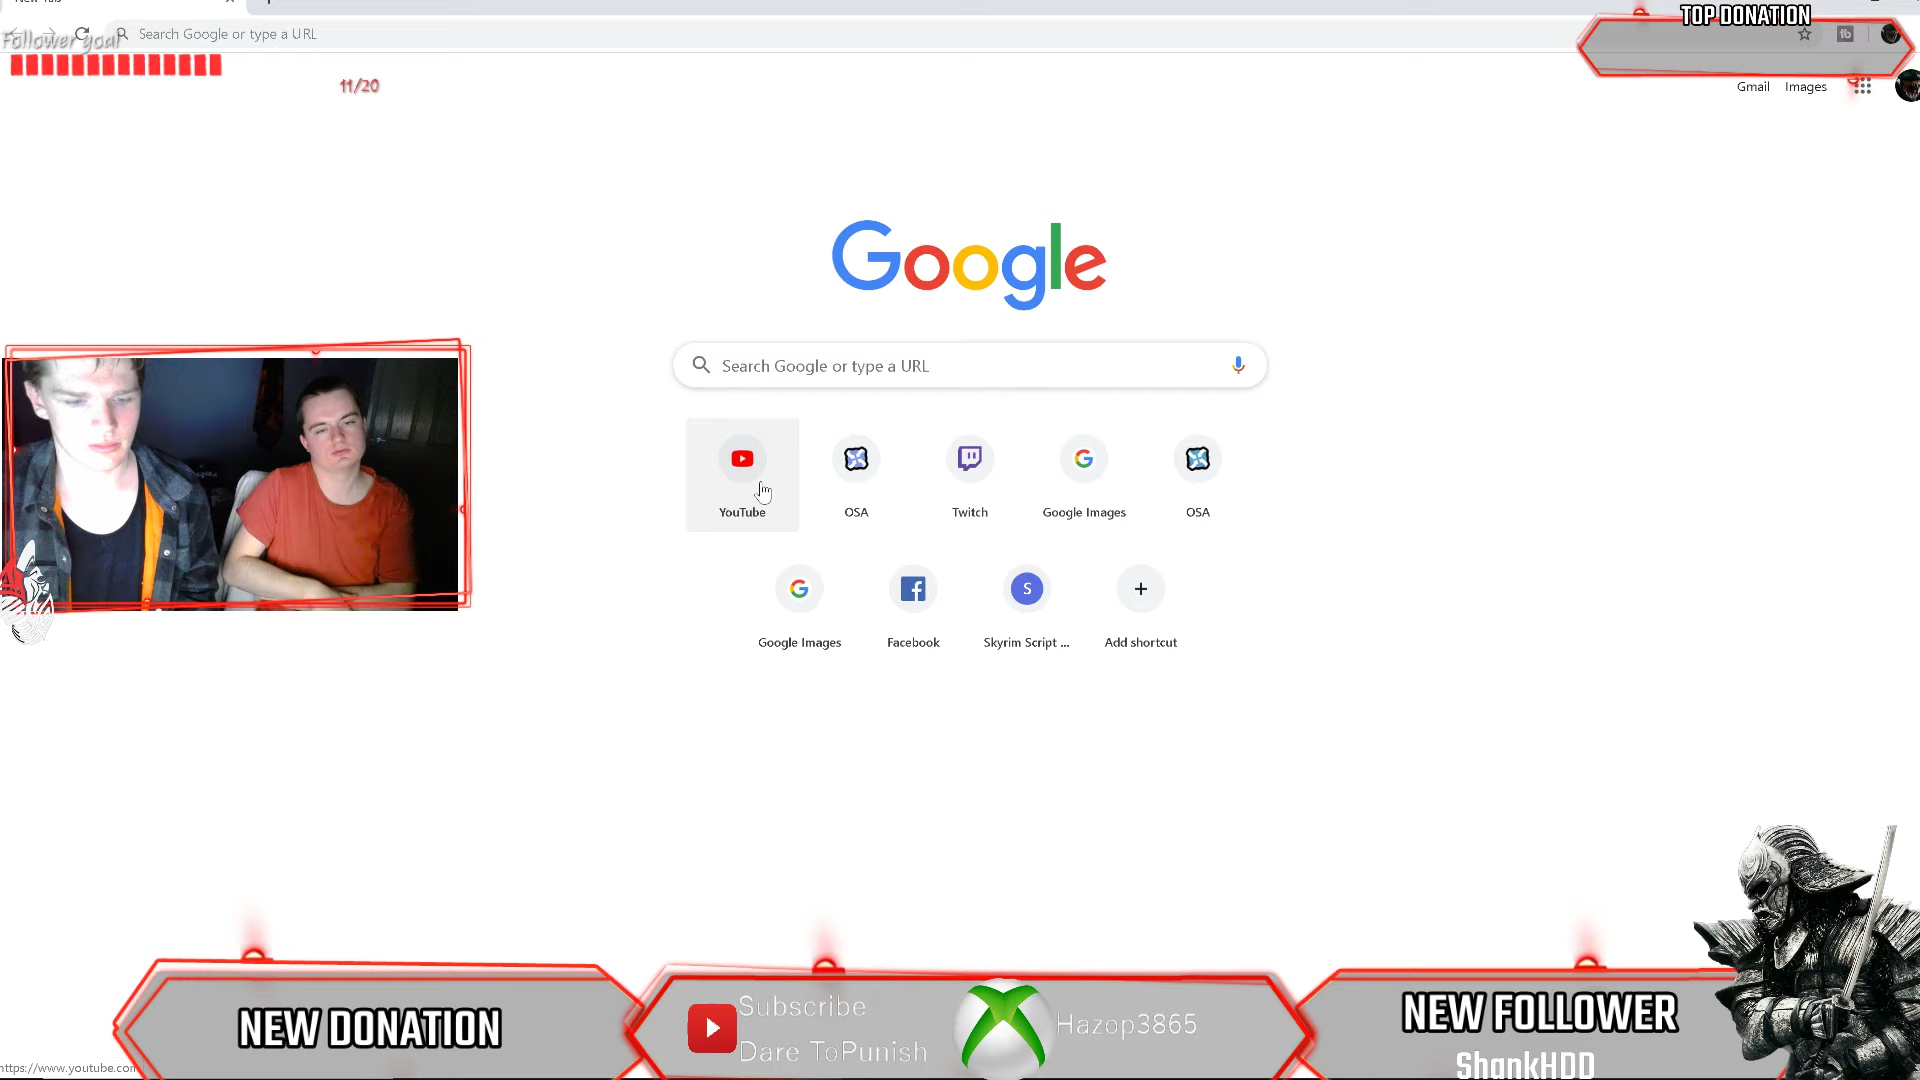 Search Google or type a URL
TOP DONATION
Follower goal
11/20
Gmail
Images
Google
Search Google or type a URL
YouTube
OSA
Twitch
Google Images
OSA
Google Images
Facebook
Skyrim Script ...
Add shortcut
NEW DONATION
Subscribe
Dare ToPunish
Hazop3865
NEW FOLLOWER
ShankHDD
https://www.youtube.com